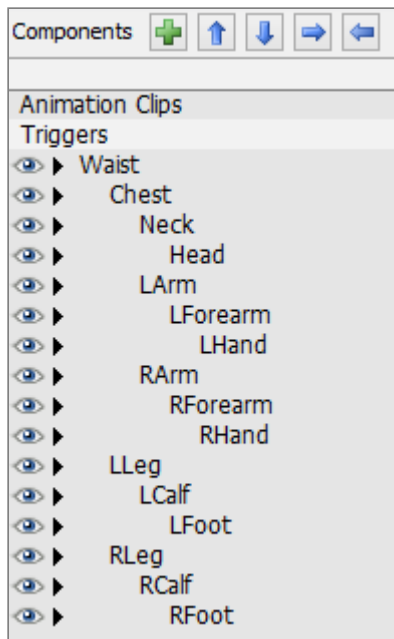 Components
Animation Clips
Triggers
Waist
Chest
Neck
Head
LArm
LForearm
LHand
RArm
RForearm
RHand
LLeg
LCalf
LFoot
RLeg
RCalf
RFoot